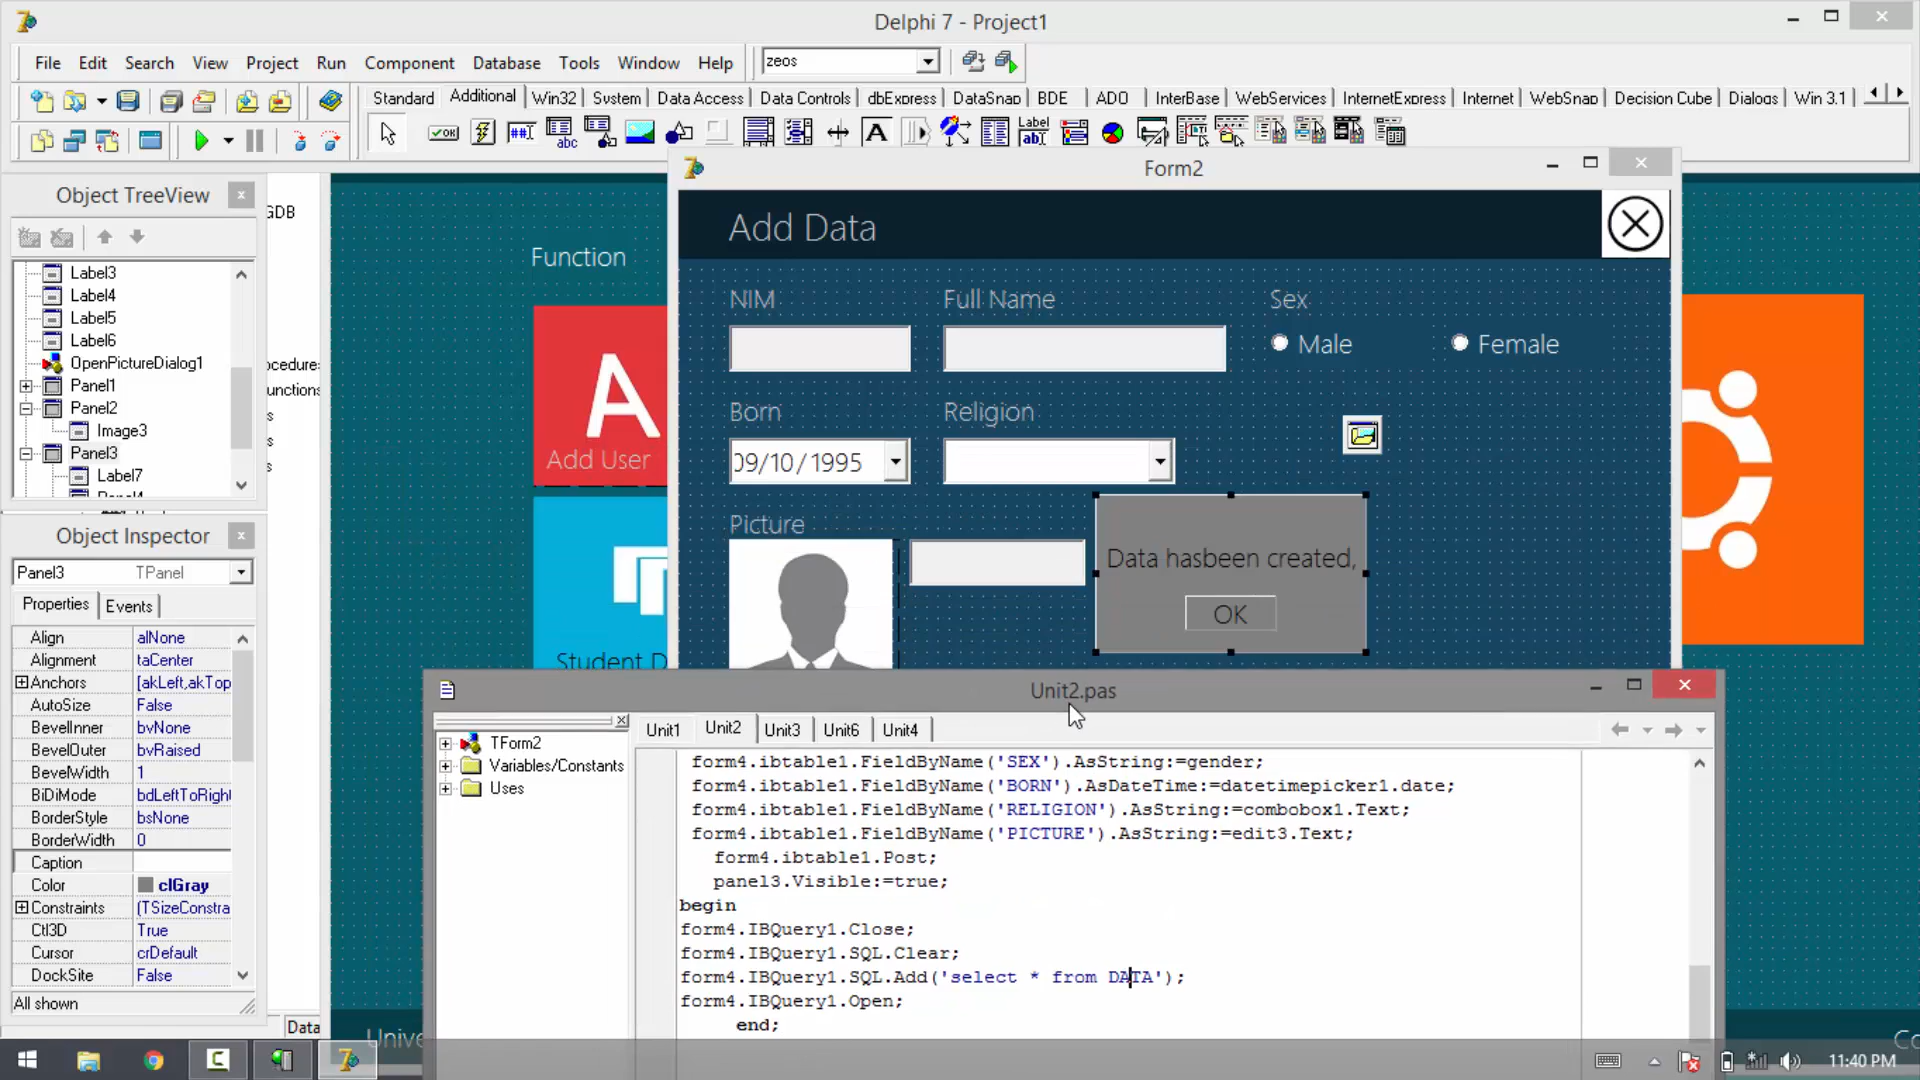 Delphi 7 - Project1
File Edit Search View Project Run Component Database Tools Window Help
zeos
Standard Additional Win32 System Data Access Data Controls dbExpress DataSnap BDE ADO InterBase WebServices InternetExpress Internet WebSnap Decision Cube Dialogs Win 3.1
Form2
Object TreeView
Label3
Label4
Label5
Label6
OpenPictureDialog1
Panel1
Panel2
Image3
Panel3
Label7
GDB
Function
Add User
Add Data
NIM Full Name Sex
Male Female
Born Religion
09/10/1995
Picture
Data hasbeen created,
OK
Object Inspector
Panel3 TPanel
Properties Events
Align alNone
Alignment taCenter
Anchors [akLeft,akTop
AutoSize False
BevelInner bvNone
BevelOuter bvRaised
BevelWidth 1
BiDiMode bdLeftToRight
BorderStyle bsNone
BorderWidth 0
Caption
Color clGray
Constraints (TSizeConstra
Ctl3D True
Cursor crDefault
DockSite False
All shown
Unit2.pas
TForm2
Variables/Constants
Uses
Unit1 Unit2 Unit3 Unit6 Unit4
form4.ibtable1.FieldByName('SEX').AsString:=gender;
form4.ibtable1.FieldByName('BORN').AsDateTime:=datetimepicker1.date;
form4.ibtable1.FieldByName('RELIGION').AsString:=combobox1.Text;
form4.ibtable1.FieldByName('PICTURE').AsString:=edit3.Text;
form4.ibtable1.Post;
panel3.Visible:=true;
begin
form4.IBQuery1.Close;
form4.IBQuery1.SQL.Clear;
form4.IBQuery1.SQL.Add('select * from DATA');
form4.IBQuery1.Open;
end;
11:40 PM